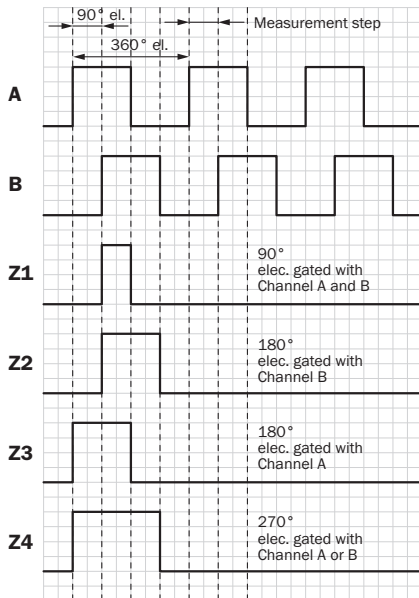 90° el.
Measurement step
360° el.
A
B
Z1
90°
elec. gated with
Channel A and B
Z2
180°
elec. gated with
Channel B
Z3
180°
elec. gated with
Channel A
Z4
270°
elec. gated with
Channel A or B